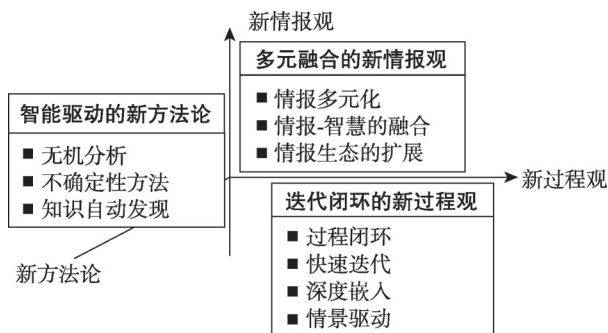 新情报观
多元融合的新情报观
■ 情报多元化
■ 情报-智慧的融合
■ 情报生态的扩展
智能驱动的新方法论
■ 无机分析
■ 不确定性方法
■ 知识自动发现
新过程观
迭代闭环的新过程观
■ 过程闭环
■ 快速迭代
■ 深度嵌入
■ 情景驱动
新方法论